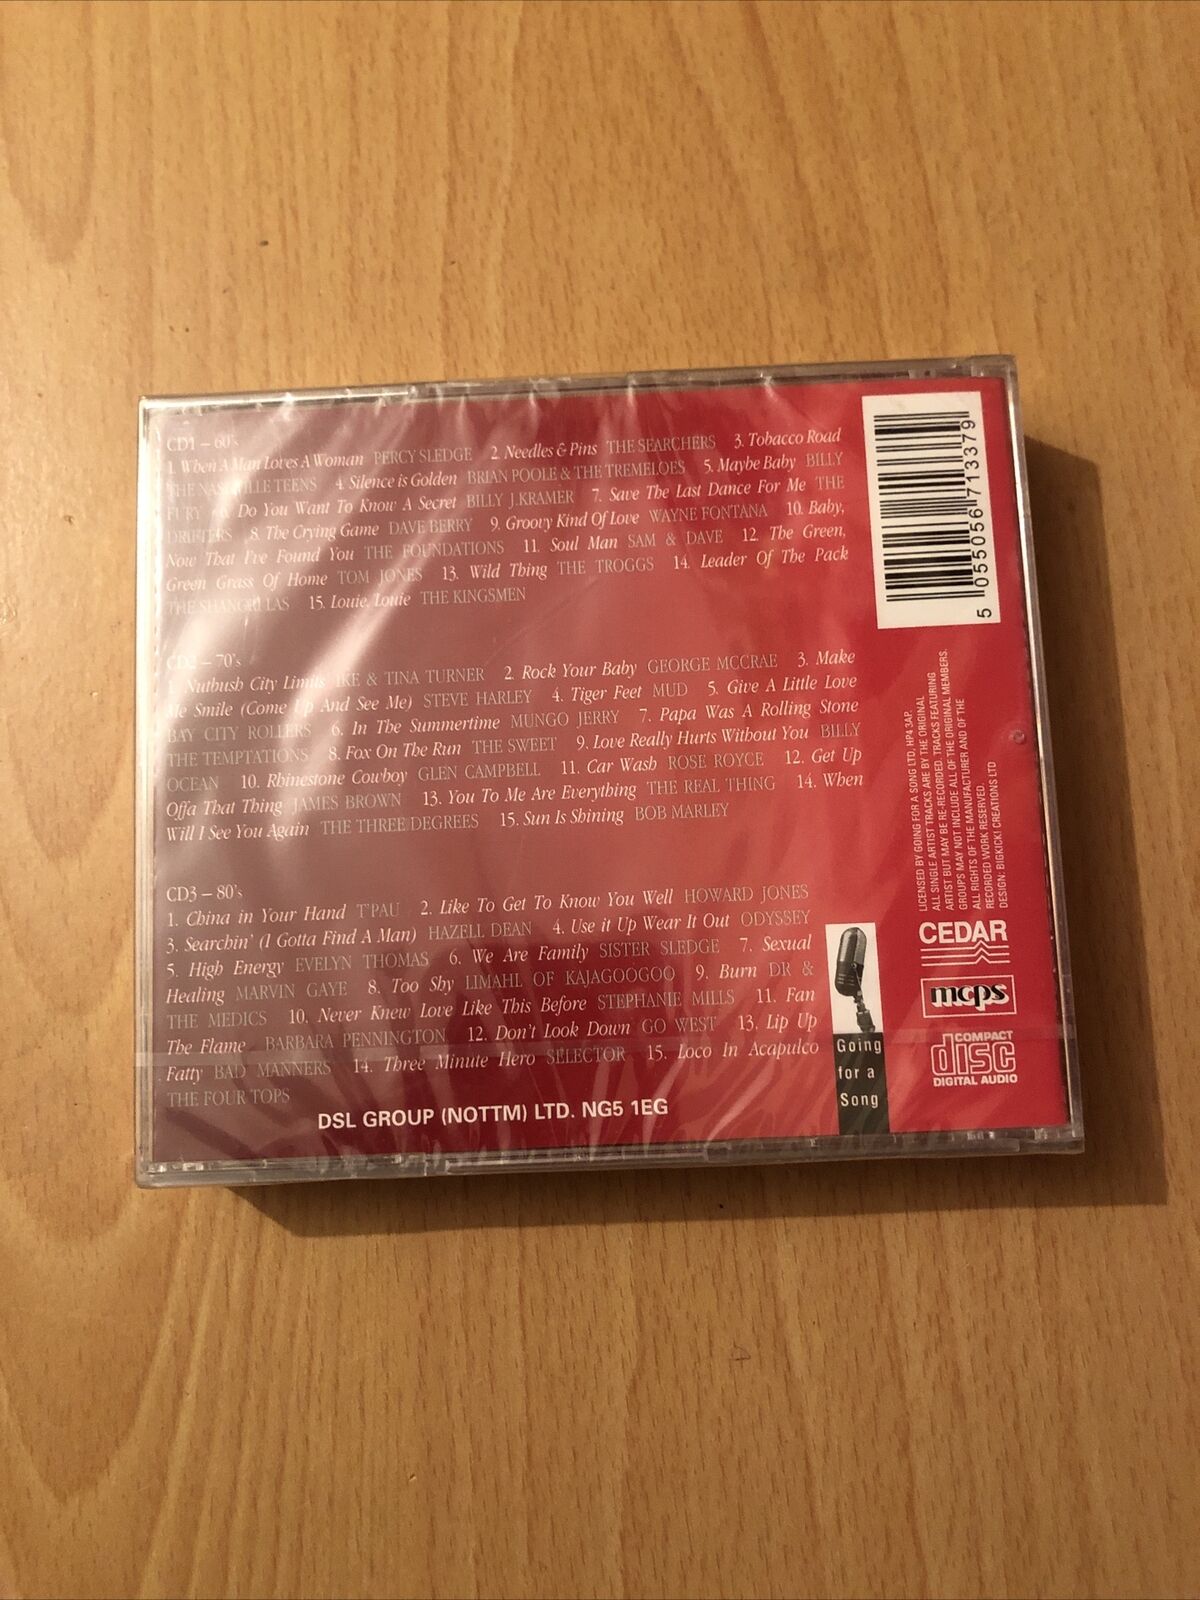 CD1 – 60's
1. When A Man Loves A Woman PERCY SLEDGE 2. Needles & Pins THE SEARCHERS 3. Tobacco Road
THE NASHVILLE TEENS 4. Silence is Golden BRIAN POOLE & THE TREMELOES 5. Maybe Baby BILLY
FURY 6. Do You Want To Know A Secret BILLY J.KRAMER 7. Save The Last Dance For Me THE
DRIFTERS 8. The Crying Game DAVE BERRY 9. Groovy Kind Of Love WAYNE FONTANA 10. Baby,
Now That I've Found You THE FOUNDATIONS 11. Soul Man SAM & DAVE 12. The Green,
Green Grass Of Home TOM JONES 13. Wild Thing THE TROGGS 14. Leader Of The Pack
THE SHANGRI LAS 15. Louie, Louie THE KINGSMEN
CD2 – 70's
1. Nutbush City Limits IKE & TINA TURNER 2. Rock Your Baby GEORGE MCCRAE 3. Make
Me Smile (Come Up And See Me) STEVE HARLEY 4. Tiger Feet MUD 5. Give A Little Love
BAY CITY ROLLERS 6. In The Summertime MUNGO JERRY 7. Papa Was A Rolling Stone
THE TEMPTATIONS 8. Fox On The Run THE SWEET 9. Love Really Hurts Without You BILLY
OCEAN 10. Rhinestone Cowboy GLEN CAMPBELL 11. Car Wash ROSE ROYCE 12. Get Up
Offa That Thing JAMES BROWN 13. You To Me Are Everything THE REAL THING 14. When
Will I See You Again THE THREE DEGREES 15. Sun Is Shining BOB MARLEY
CD3 – 80's
1. China in Your Hand T'PAU 2. Like To Get To Know You Well HOWARD JONES
3. Searchin' (I Gotta Find A Man) HAZELL DEAN 4. Use it Up Wear It Out ODYSSEY
5. High Energy EVELYN THOMAS 6. We Are Family SISTER SLEDGE 7. Sexual
Healing MARVIN GAYE 8. Too Shy LIMAHL OF KAJAGOOGOO 9. Burn DR &
THE MEDICS 10. Never Knew Love Like This Before STEPHANIE MILLS 11. Fan
The Flame BARBARA PENNINGTON 12. Don't Look Down GO WEST 13. Lip Up
Fatty BAD MANNERS 14. Three Minute Hero SELECTOR 15. Loco In Acapulco
THE FOUR TOPS
DSL GROUP (NOTTM) LTD. NG5 1EG
5 055056 713379
LICENSED BY GOING FOR A SONG LTD, HP4 3AP.
ALL SINGLE ARTIST TRACKS ARE BY THE ORIGINAL
ARTIST BUT MAY BE RE-RECORDED. TRACKS FEATURING
GROUPS MAY NOT INCLUDE ALL OF THE ORIGINAL MEMBERS.
ALL RIGHTS OF THE MANUFACTURER AND OF THE
RECORDED WORK RESERVED.
DESIGN: BIGKICK! CREATIONS LTD
CEDAR
mcps
COMPACT
disc
DIGITAL AUDIO
Going
for a
Song